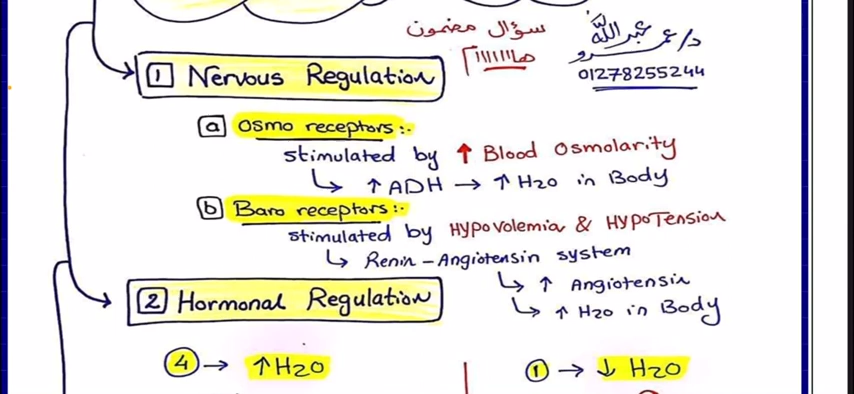 سؤال مضمون
هااااااا
د/ عمرو عبدالله
01278255244
1 Nervous Regulation
a Osmo receptors:-
stimulated by ↑ Blood Osmolarity
↳ ↑ ADH → ↑ H2O in Body
b Baro receptors:-
stimulated by HYPOVolemia & HYPOTension
↳ Renin - Angiotensin system
↳ ↑ Angiotensin
↳ ↑ H2O in Body
2 Hormonal Regulation
4 → ↑ H2O
1 → ↓ H2O